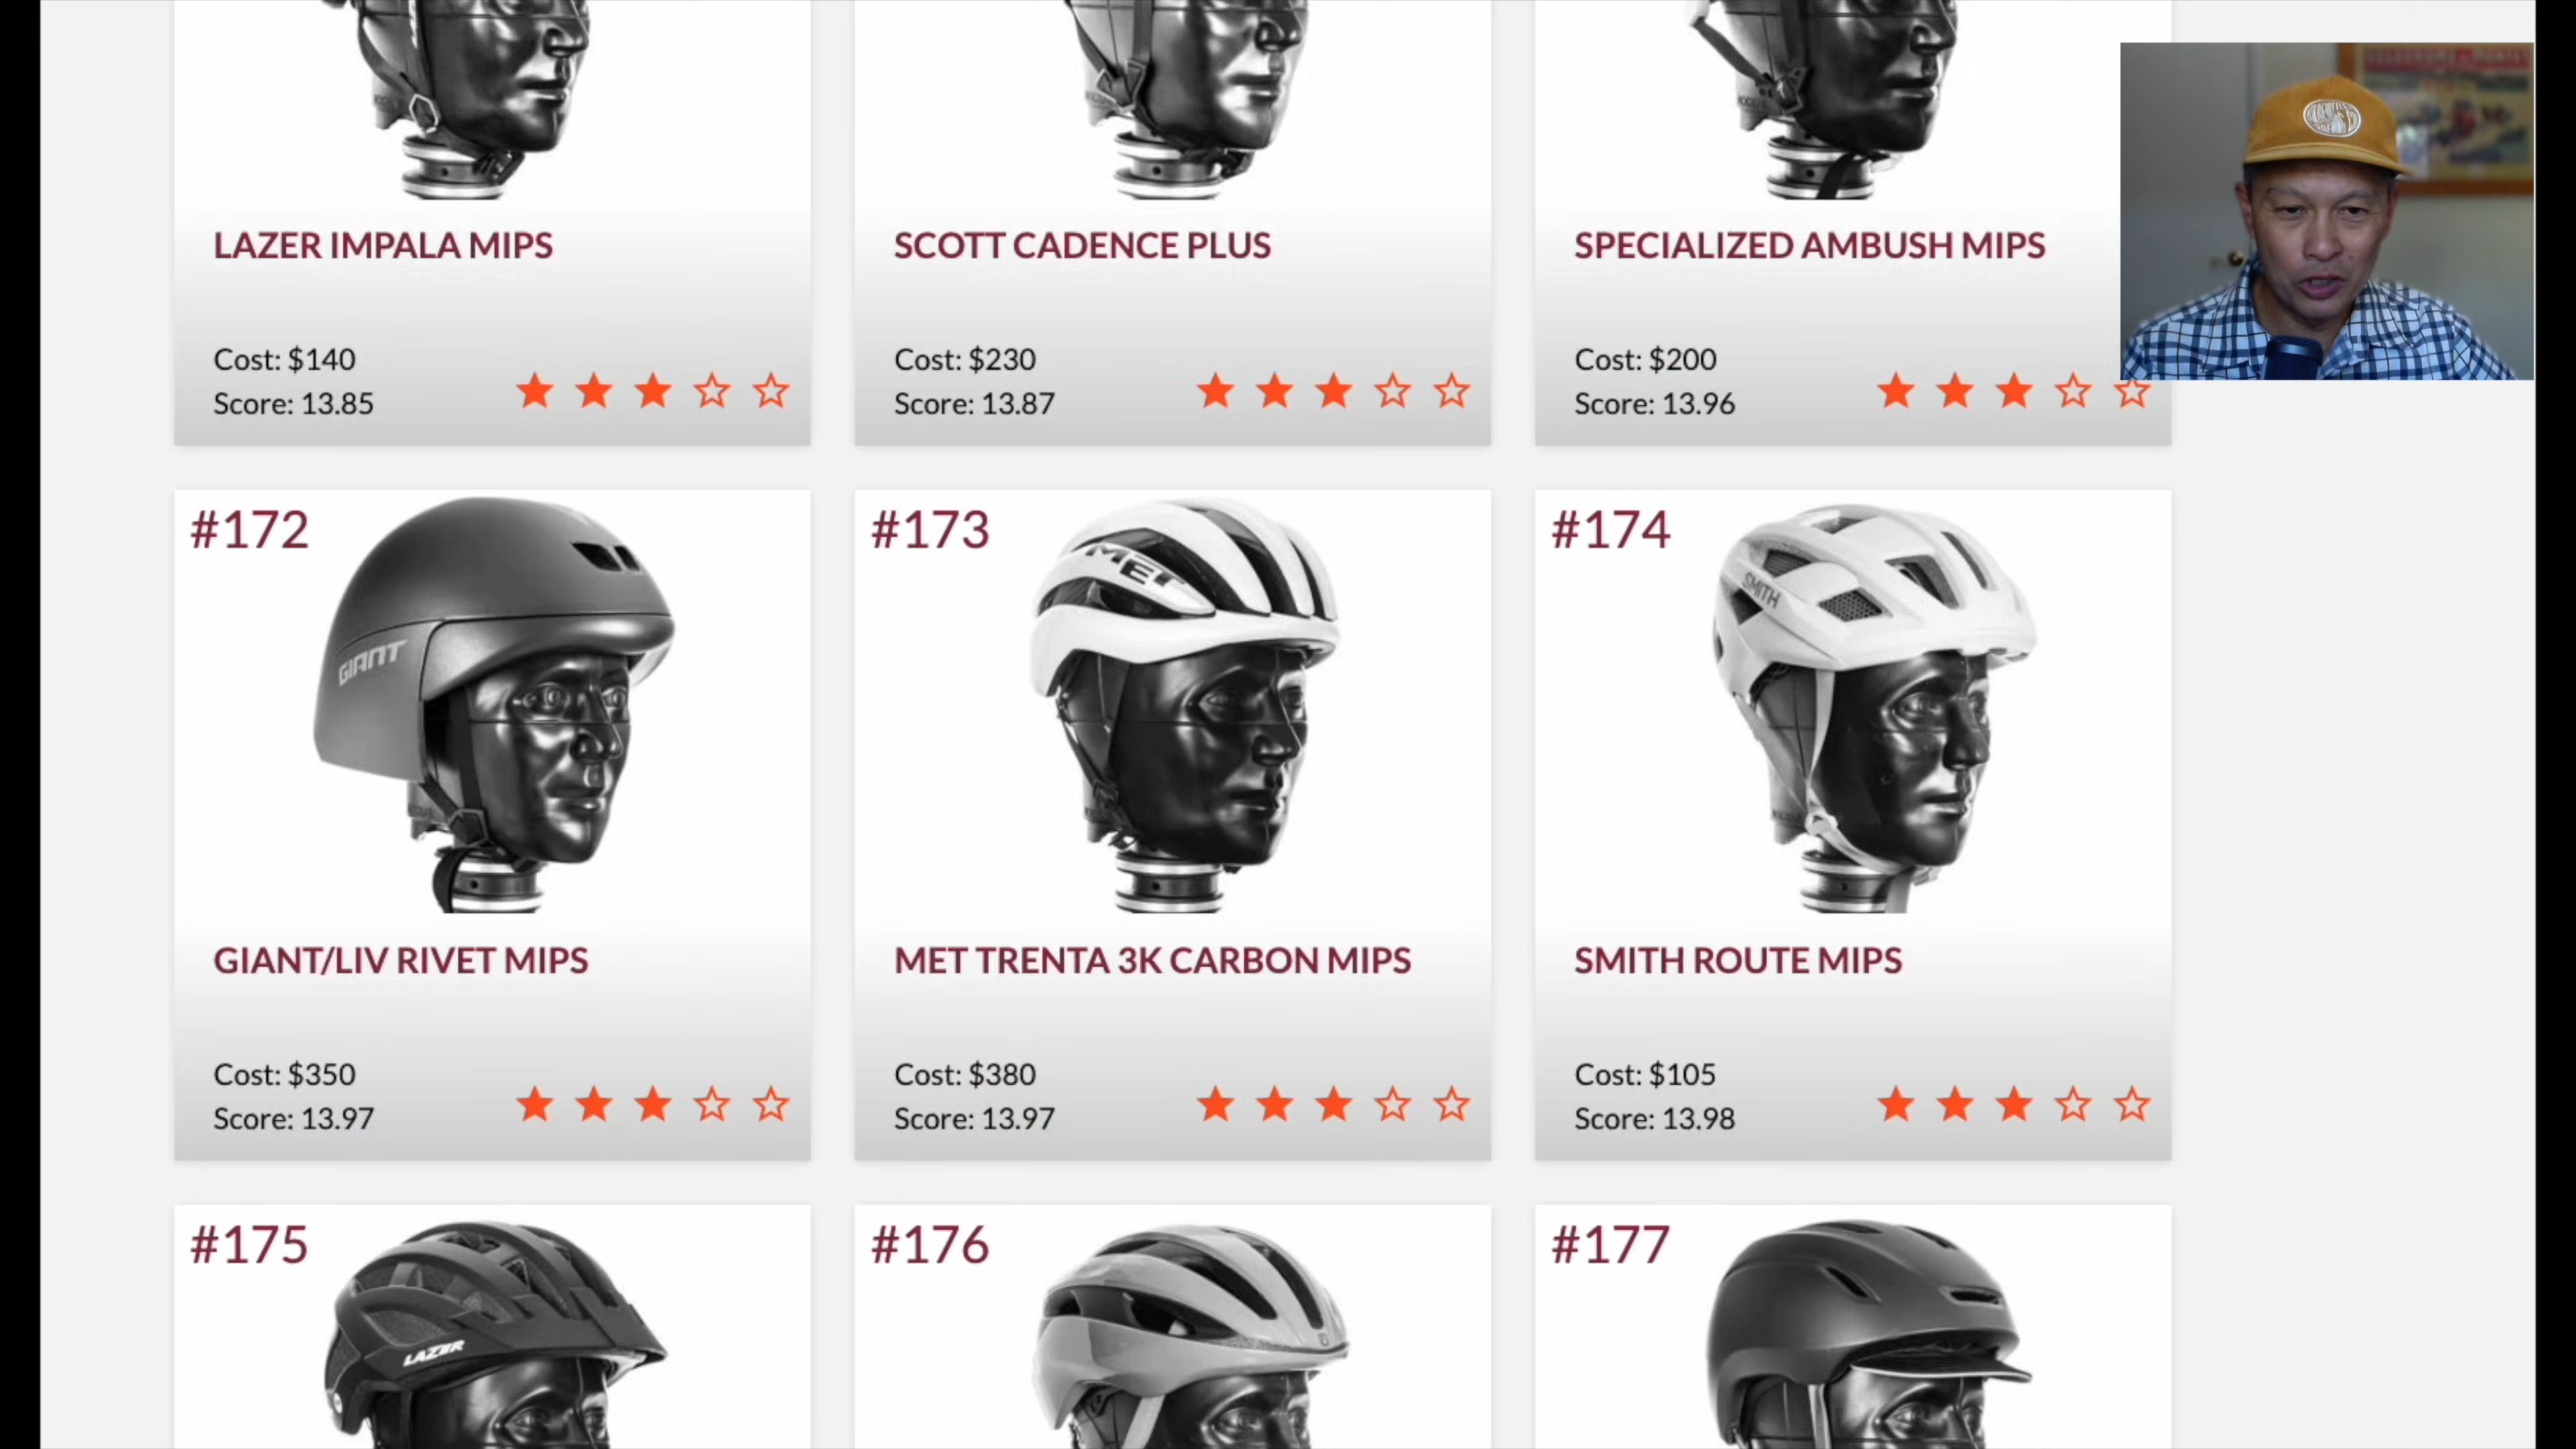 LAZER IMPALA MIPS
Cost: $140
Score: 13.85
SCOTT CADENCE PLUS
Cost: $230
Score: 13.87
SPECIALIZED AMBUSH MIPS
Cost: $200
Score: 13.96
#172
GIANT
GIANT/LIV RIVET MIPS
Cost: $350
Score: 13.97
#173
MET
MET TRENTA 3K CARBON MIPS
Cost: $380
Score: 13.97
#174
SMITH
SMITH ROUTE MIPS
Cost: $105
Score: 13.98
#175
LAZER
#176
#177